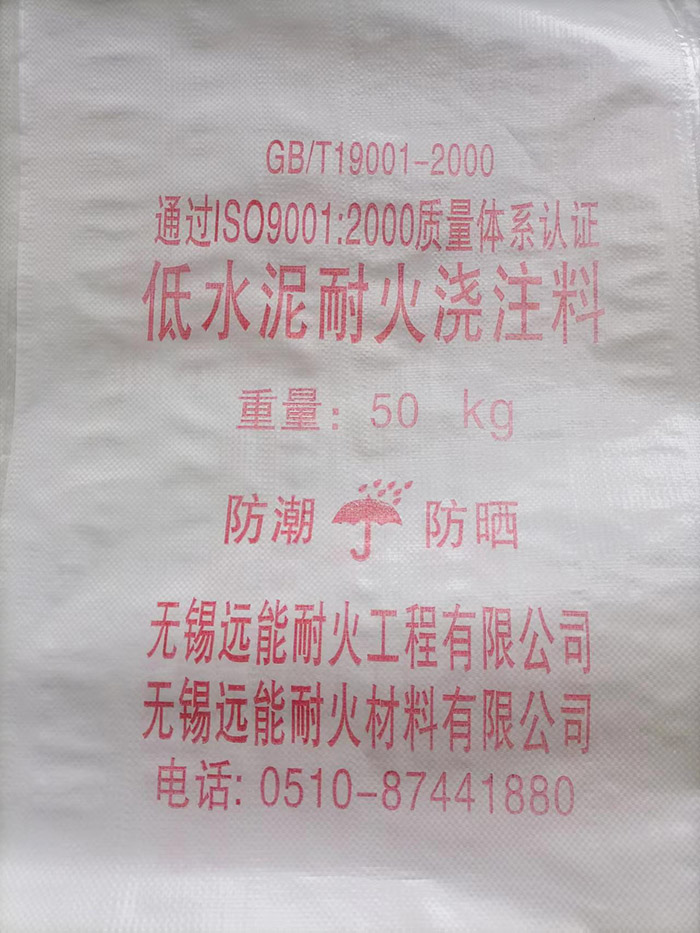 GB/T19001-2000
通过ISO9001:2000质量体系认证
低水泥耐火浇注料
重量: 50 kg
防潮 防晒
无锡远能耐火工程有限公司
无锡远能耐火材料有限公司
电话: 0510-87441880